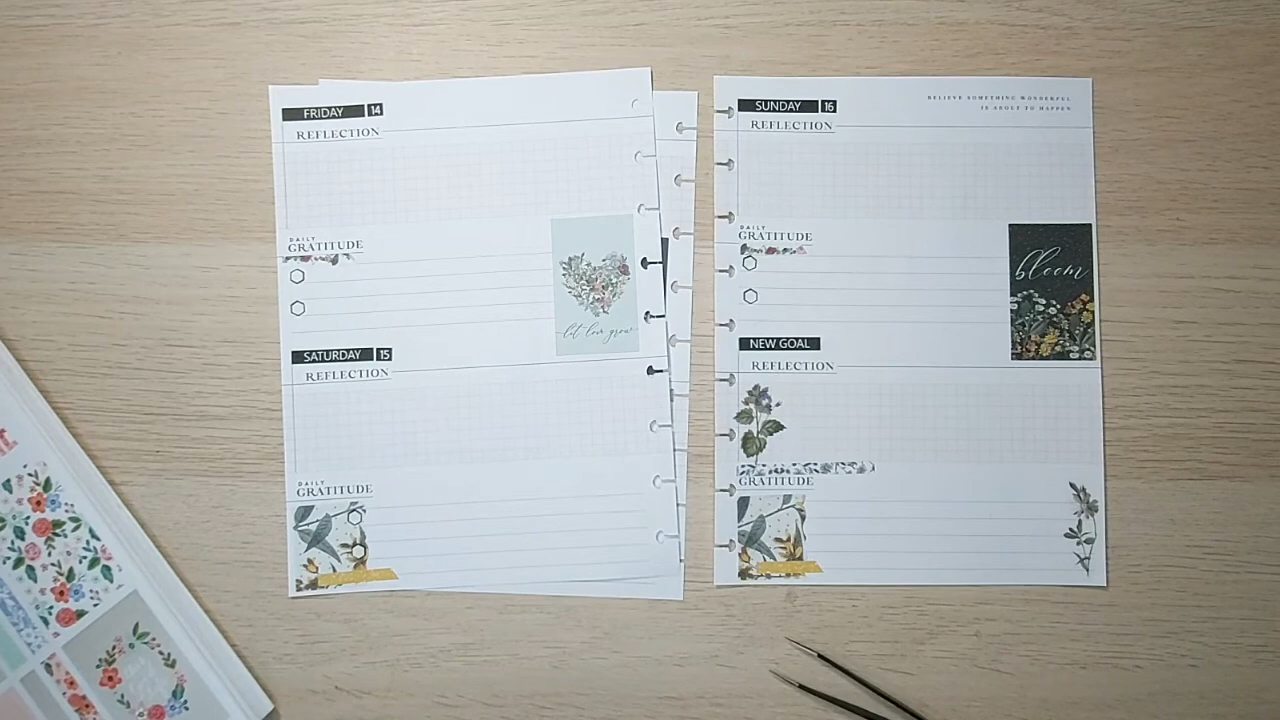 FRIDAY 14
REFLECTION
DAILY
GRATITUDE
let love grow
SATURDAY 15
REFLECTION
DAILY
GRATITUDE
SUNDAY 16
BELIEVE SOMETHING WONDERFUL
IS ABOUT TO HAPPEN
REFLECTION
DAILY
GRATITUDE
bloom
NEW GOAL
REFLECTION
GRATITUDE